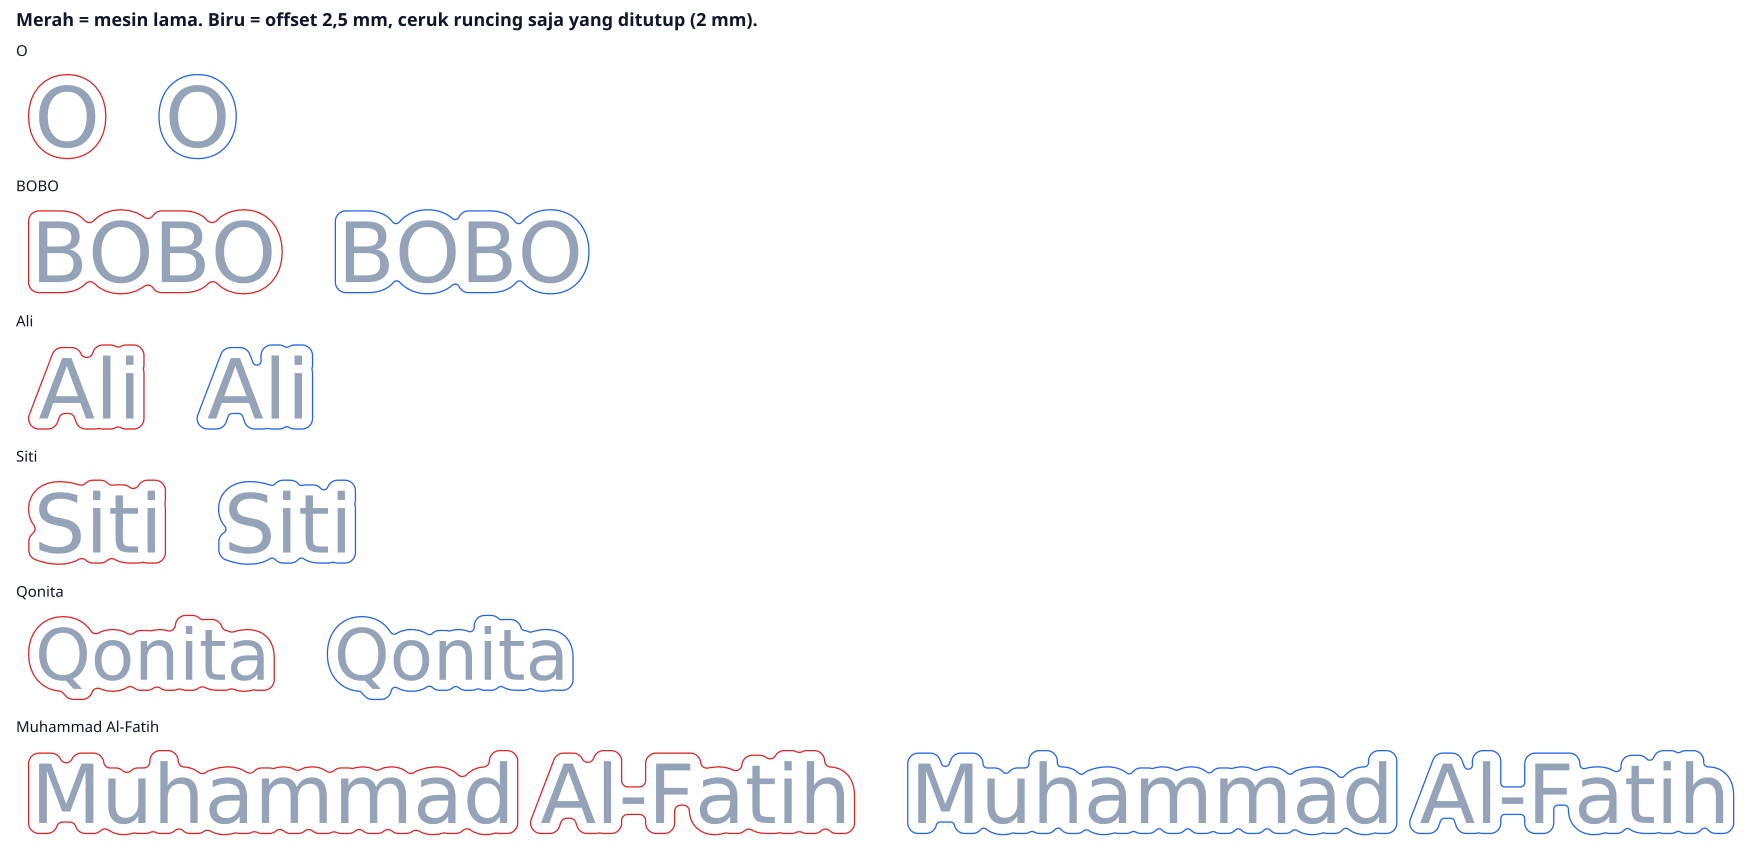 Merah = mesin lama. Biru = offset 2,5 mm, ceruk runcing saja yang ditutup (2 mm).
O
O O
BOBO
BOBO BOBO
Ali
Ali Ali
Siti
Siti Siti
Qonita
Qonita Qonita
Muhammad Al-Fatih
Muhammad Al-Fatih Muhammad Al-Fatih